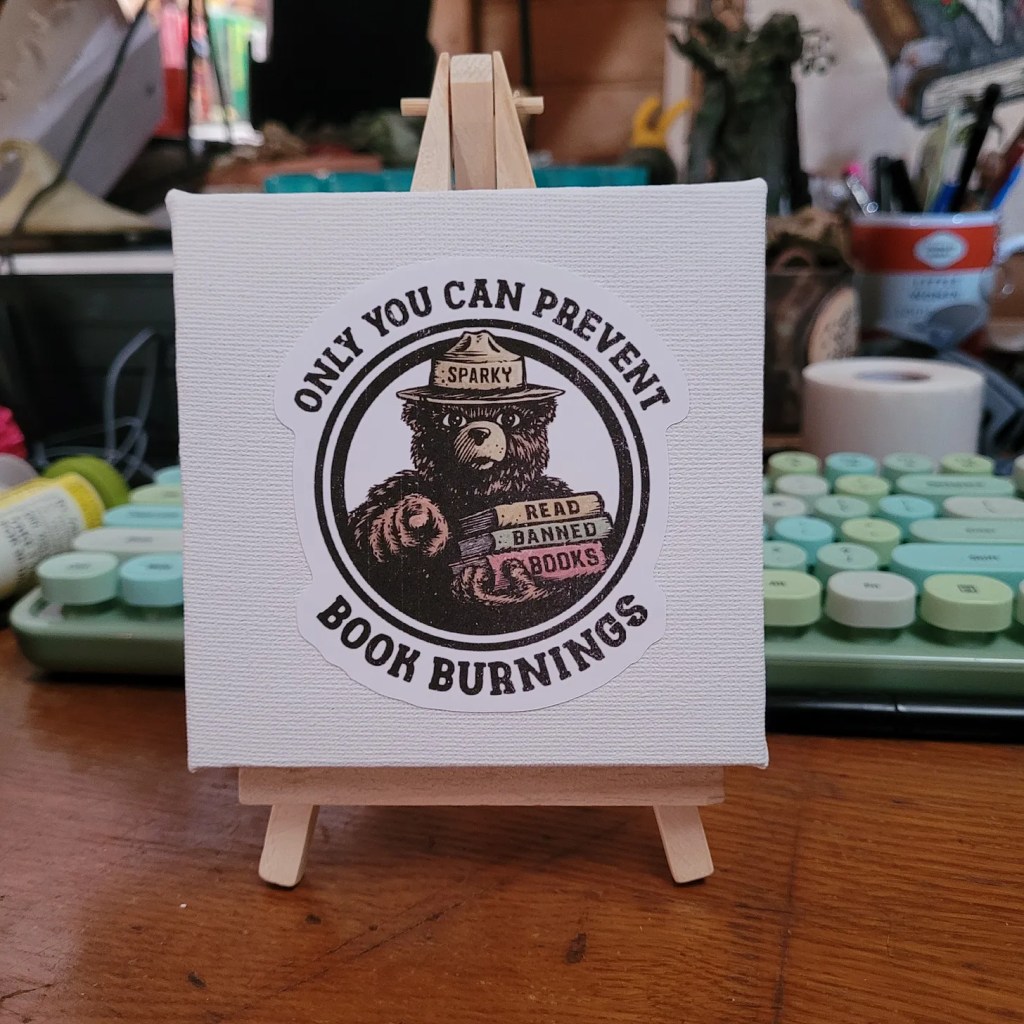 ONLY YOU CAN PREVENT
SPARKY
READ
BANNED
BOOKS
BOOK BURNINGS